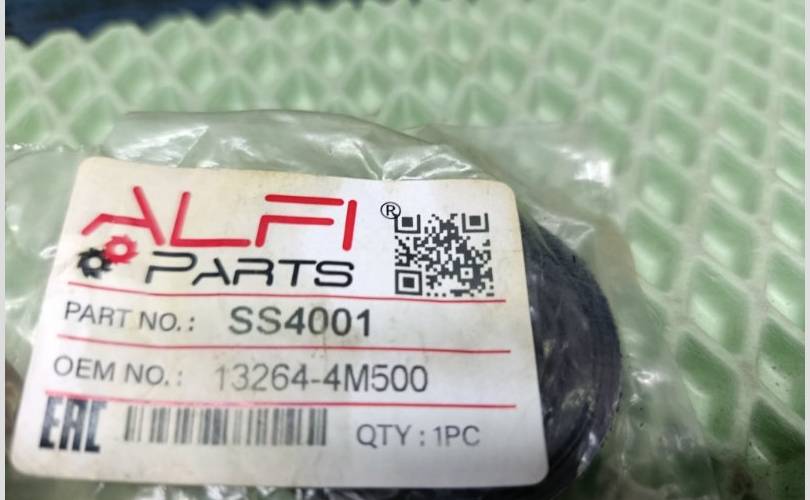 ALFI®
PARTS
PART NO.: SS4001
OEM NO.: 13264-4M500
EAC
QTY : 1PC